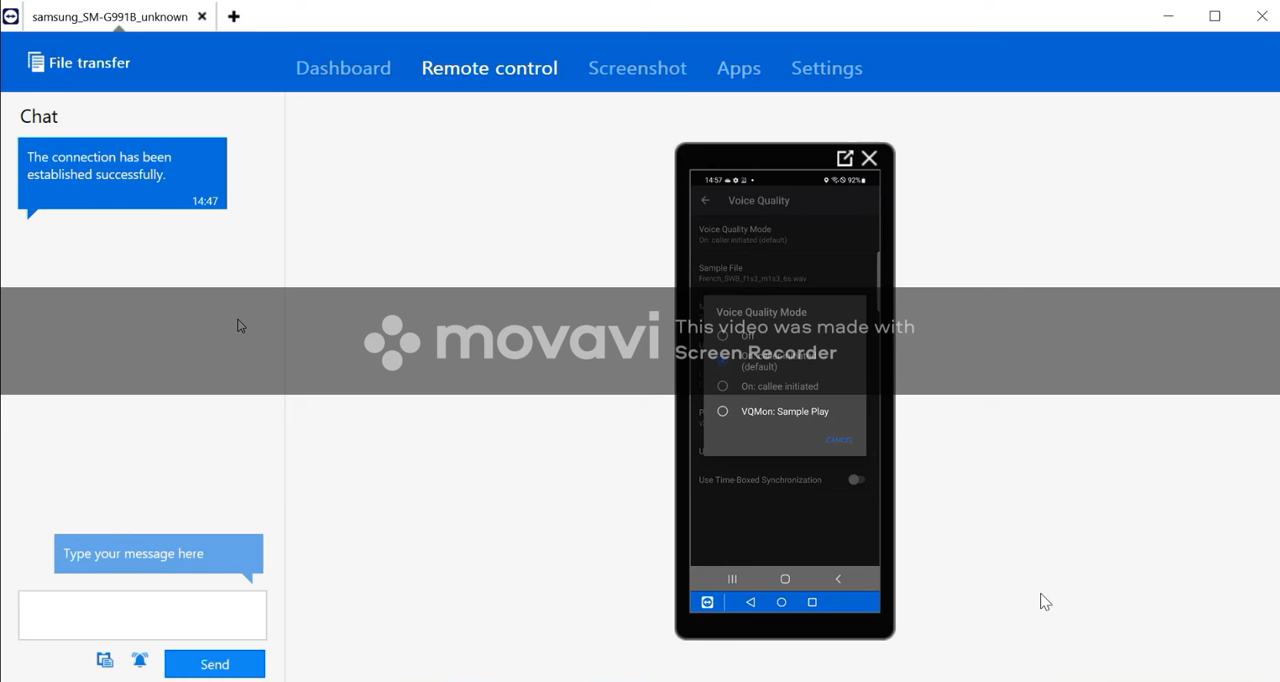 samsung_SM-G991B_unknown
File transfer
Dashboard
Remote control
Screenshot
Apps
Settings
Chat
The connection has been
established successfully.
14:47
14:57
92%
Voice Quality
Voice Quality Mode
On: caller initiated (default)
Sample File
French_SWB_f1s3_m1s3_6s.wav
Voice Quality Mode
Off
(default)
On: callee initiated
VQMon: Sample Play
CANCEL
Use Time-Boxed Synchronization
movavi
This video was made with
Screen Recorder
Type your message here
Send